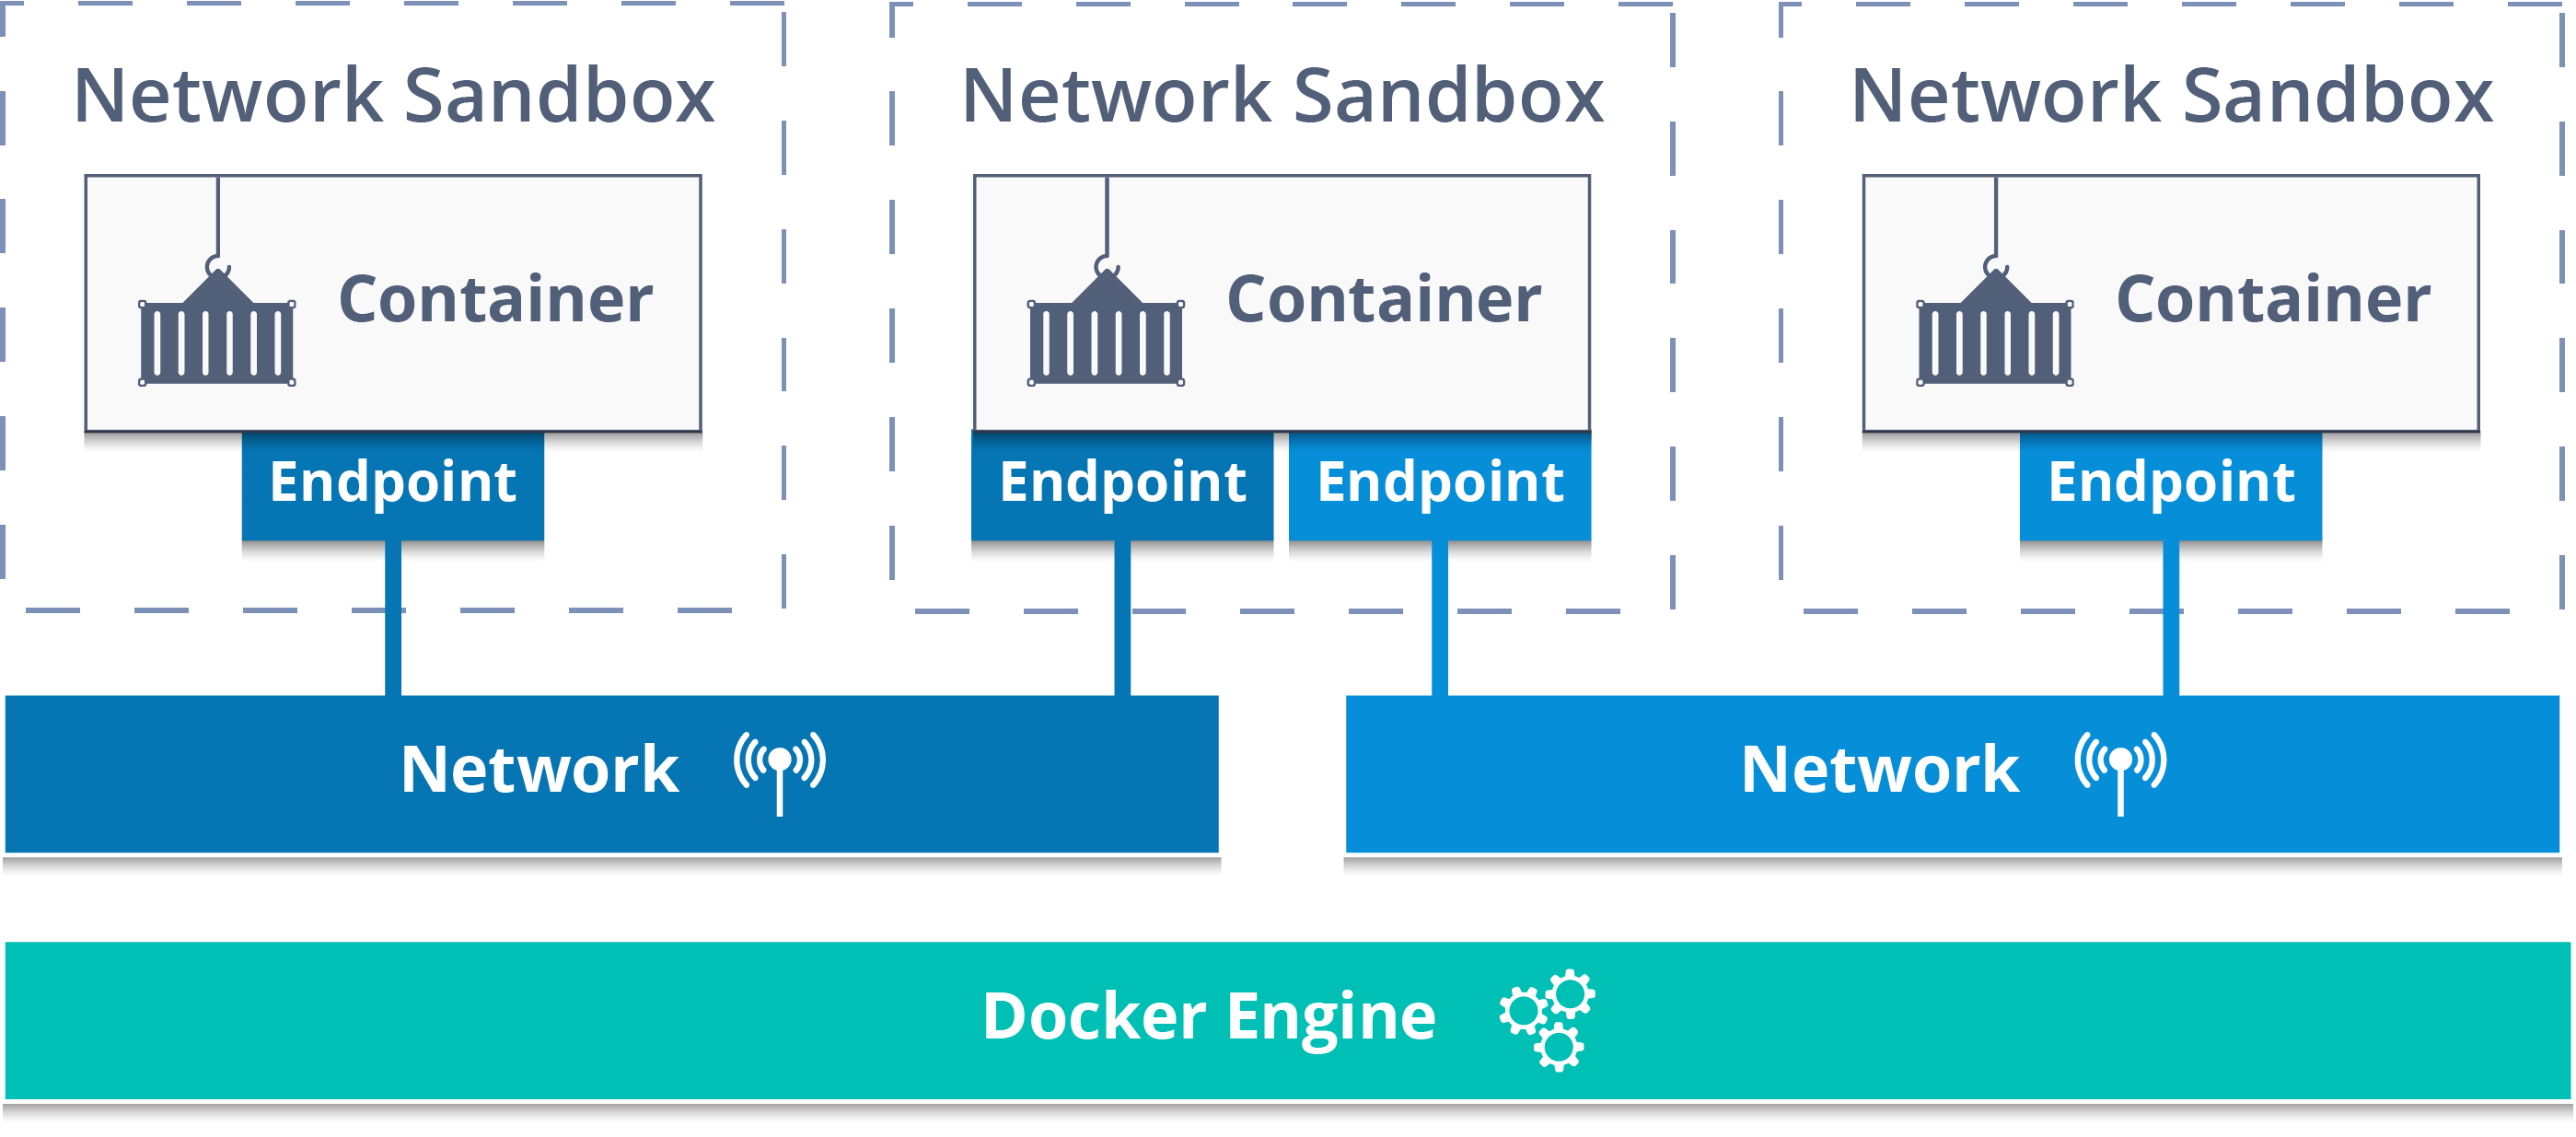 Network Sandbox
Network Sandbox
Network Sandbox
Container
Container
Container
Endpoint
Endpoint
Endpoint
Endpoint
Network
Network
Docker Engine